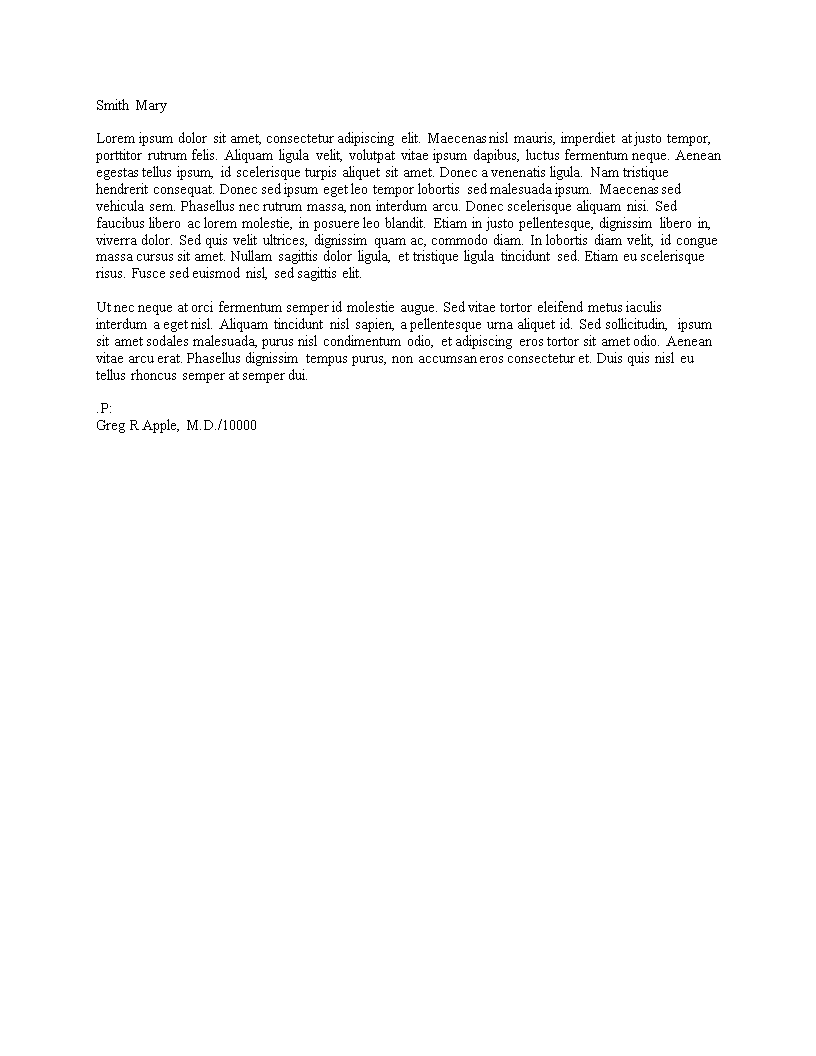 Smith Mary
Lorem ipsum dolor sit amet, consectetur adipiscing elit. Maecenas nisl mauris, imperdiet at justo tempor,
porttitor rutrum felis. Aliquam ligula velit, volutpat vitae ipsum dapibus, luctus fermentum neque. Aenean
egestas tellus ipsum, id scelerisque turpis aliquet sit amet. Donec a venenatis ligula. Nam tristique
hendrerit consequat. Donec sed ipsum eget leo tempor lobortis sed malesuada ipsum. Maecenas sed
vehicula sem. Phasellus nec rutrum massa, non interdum arcu. Donec scelerisque aliquam nisi. Sed
faucibus libero ac lorem molestie, in posuere leo blandit. Etiam in justo pellentesque, dignissim libero in,
viverra dolor. Sed quis velit ultrices, dignissim quam ac, commodo diam. In lobortis diam velit, id congue
massa cursus sit amet. Nullam sagittis dolor ligula, et tristique ligula tincidunt sed. Etiam eu scelerisque
risus. Fusce sed euismod nisl, sed sagittis elit.
Ut nec neque at orci fermentum semper id molestie augue. Sed vitae tortor eleifend metus iaculis
interdum a eget nisl. Aliquam tincidunt nisl sapien, a pellentesque urna aliquet id. Sed sollicitudin, ipsum
sit amet sodales malesuada, purus nisl condimentum odio, et adipiscing eros tortor sit amet odio. Aenean
vitae arcu erat. Phasellus dignissim tempus purus, non accumsan eros consectetur et. Duis quis nisl eu
tellus rhoncus semper at semper dui.
.P:
Greg R Apple, M.D./10000